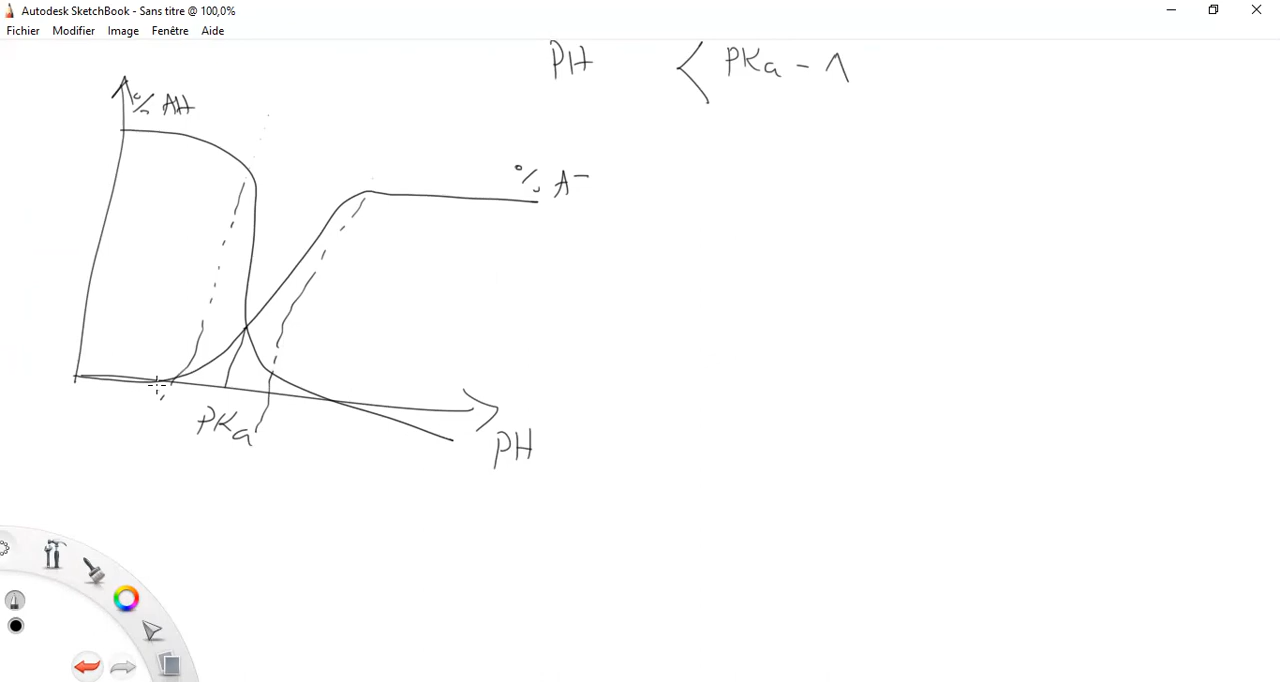 Autodesk SketchBook - Sans titre @ 100,0%
Fichier Modifier Image Fenêtre Aide
PH < PKa - 1
% AH
% A-
PKa
PH